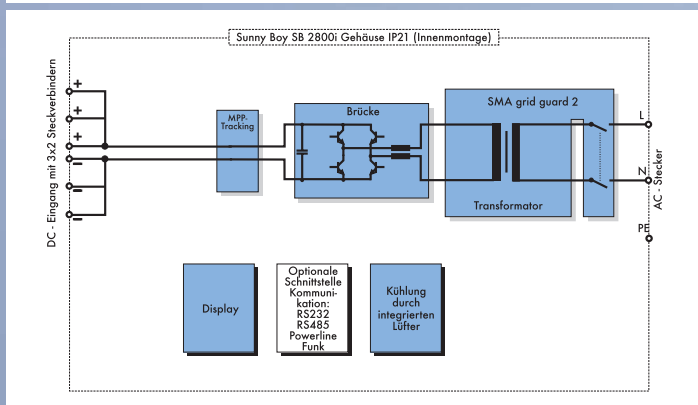 Sunny Boy SB 2800i Gehäuse IP21 (Innenmontage)
DC - Eingang mit 3x2 Steckverbindern
+
+
+
−
−
−
MPP-
Tracking
Brücke
SMA grid guard 2
Transformator
L
N
PE
AC - Stecker
Display
Optionale
Schnittstelle
Kommuni-
kation:
RS232
RS485
Powerline
Funk
Kühlung
durch
integrierten
Lüfter